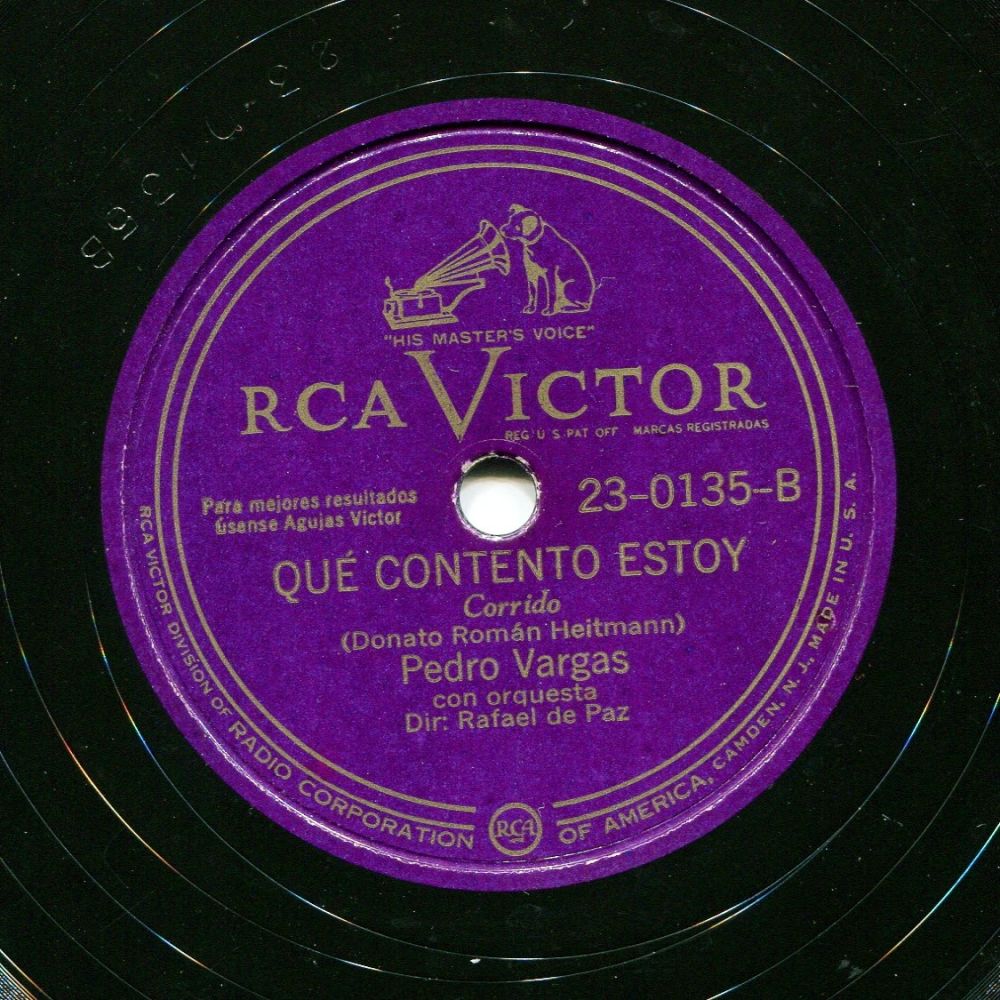 23 0135B
"HIS MASTER'S VOICE"
RCA VICTOR
REG. U. S. PAT. OFF. MARCAS REGISTRADAS
Para mejores resultados
úsense Agujas Victor
23-0135-B
QUÉ CONTENTO ESTOY
Corrido
(Donato Román Heitmann)
Pedro Vargas
con orquesta
Dir: Rafael de Paz
RCA VICTOR DIVISION OF RADIO CORPORATION OF AMERICA, CAMDEN, N. J., MADE IN U. S. A.
RCA